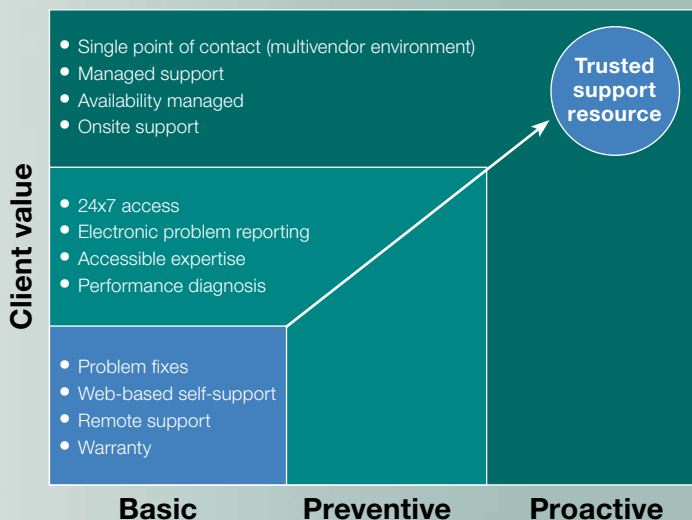 Client value
• Single point of contact (multivendor environment)
• Managed support
• Availability managed
• Onsite support
Trusted
support
resource
• 24x7 access
• Electronic problem reporting
• Accessible expertise
• Performance diagnosis
• Problem fixes
• Web-based self-support
• Remote support
• Warranty
Basic
Preventive
Proactive